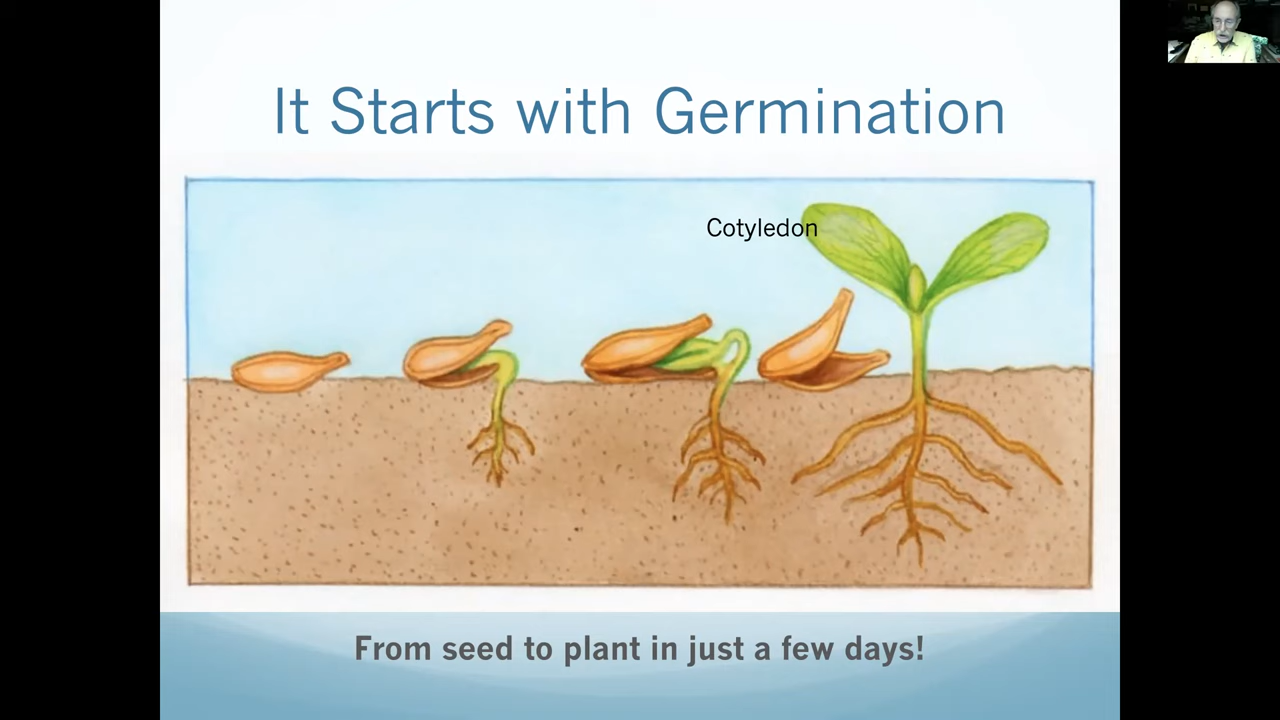 It Starts with Germination
Cotyledon
From seed to plant in just a few days!